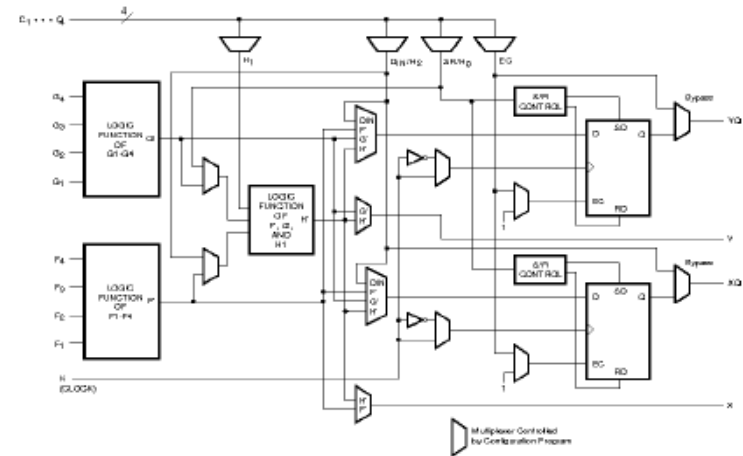 4
C1 • • • C4
H1
DIN/H2
SR/H0
EC
G4
G3
G2
G1
LOGIC
FUNCTION
OF
G1-G4
G'
DIN
F'
G'
H'
S/R
CONTROL
SD
D
Q
EC
RD
1
Bypass
YQ
LOGIC
FUNCTION
OF
F', G',
AND
H1
H'
G'
H'
Y
F4
F3
F2
F1
LOGIC
FUNCTION
OF
F1-F4
F'
DIN
F'
G'
H'
S/R
CONTROL
SD
D
Q
EC
RD
1
Bypass
XQ
K
(CLOCK)
H'
F'
X
Multiplexer Controlled
by Configuration Program